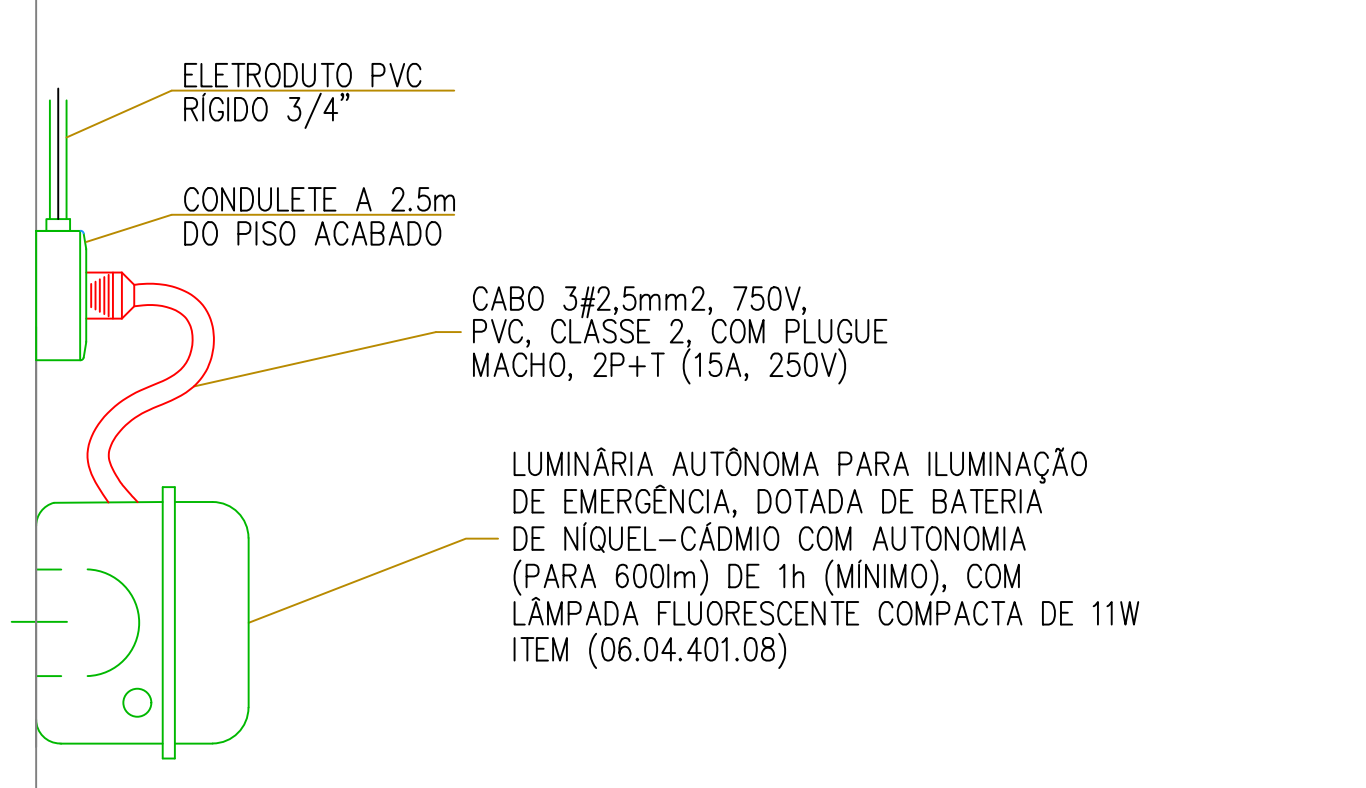 ELETRODUTO PVC
RÍGIDO 3/4"
CONDULETE A 2.5m
DO PISO ACABADO
CABO 3#2,5mm2, 750V,
PVC, CLASSE 2, COM PLUGUE
MACHO, 2P+T (15A, 250V)
LUMINÂRIA AUTÔNOMA PARA ILUMINAÇÃO
DE EMERGÊNCIA, DOTADA DE BATERIA
DE NÍQUEL-CÁDMIO COM AUTONOMIA
(PARA 600lm) DE 1h (MÍNIMO), COM
LÂMPADA FLUORESCENTE COMPACTA DE 11W
ITEM (06.04.401.08)